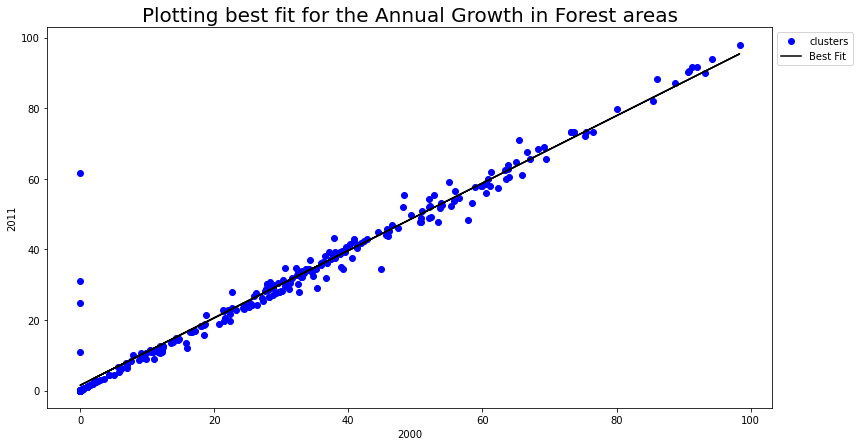 Plotting best fit for the Annual Growth in Forest areas
clusters
Best Fit
100
80
60
40
20
0
2011
0 20 40 60 80 100
2000